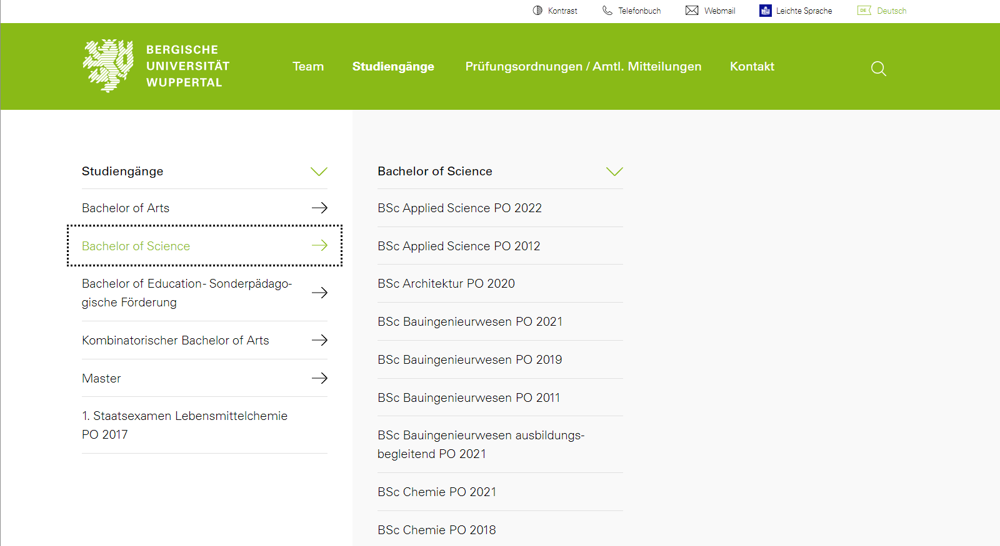 Kontrast
Telefonbuch
Webmail
Leichte Sprache
DE
Deutsch
BERGISCHE
UNIVERSITÄT
WUPPERTAL
Team
Studiengänge
Prüfungsordnungen / Amtl. Mitteilungen
Kontakt
Studiengänge
Bachelor of Arts
Bachelor of Science
Bachelor of Education- Sonderpädago-
gische Förderung
Kombinatorischer Bachelor of Arts
Master
1. Staatsexamen Lebensmittelchemie
PO 2017
Bachelor of Science
BSc Applied Science PO 2022
BSc Applied Science PO 2012
BSc Architektur PO 2020
BSc Bauingenieurwesen PO 2021
BSc Bauingenieurwesen PO 2019
BSc Bauingenieurwesen PO 2011
BSc Bauingenieurwesen ausbildungs-
begleitend PO 2021
BSc Chemie PO 2021
BSc Chemie PO 2018